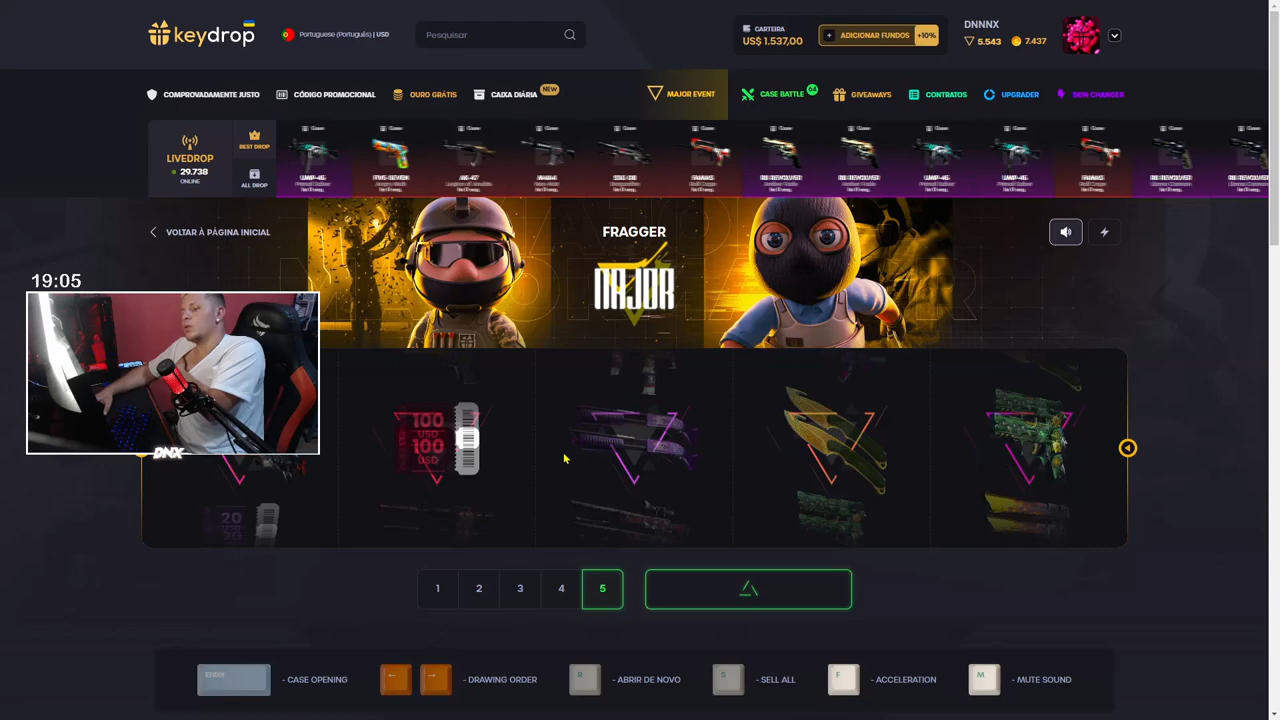 keydrop
Portuguese (Português) | USD
Pesquisar
CARTEIRA
US$ 1.537,00
+ ADICIONAR FUNDOS +10%
DNNNX
5.543 7.437
COMPROVADAMENTE JUSTO
CÓDIGO PROMOCIONAL
OURO GRÁTIS
CAIXA DIÁRIA NEW
MAJOR EVENT
CASE BATTLE 64
GIVEAWAYS
CONTRATOS
UPGRADER
SKIN CHANGER
LIVEDROP
29.738
ONLINE
BEST DROP
ALL DROP
VOLTAR À PÁGINA INICIAL
FRAGGER
MAJOR
19:05
DNX
100
USD
100
USD
20
1 2 3 4 5
Enter - CASE OPENING
← → - DRAWING ORDER
R - ABRIR DE NOVO
S - SELL ALL
F - ACCELERATION
M - MUTE SOUND